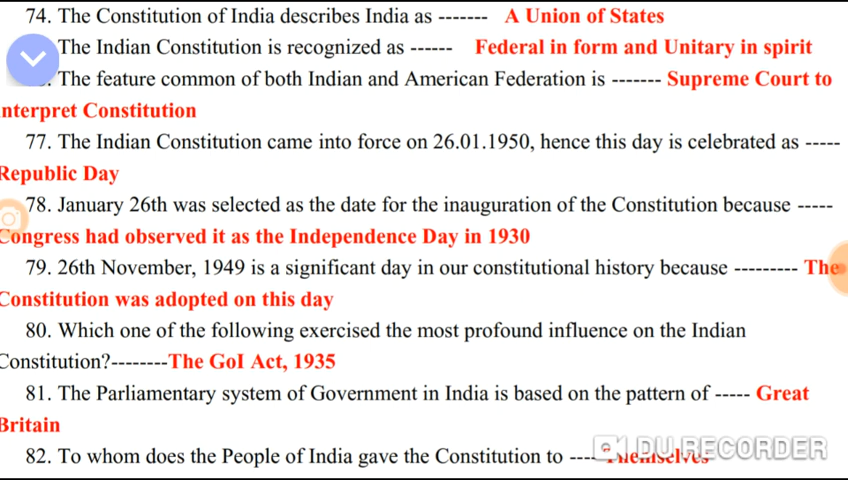 74. The Constitution of India describes India as ------- A Union of States
The Indian Constitution is recognized as ------ Federal in form and Unitary in spirit
. The feature common of both Indian and American Federation is ------- Supreme Court to
nterpret Constitution
77. The Indian Constitution came into force on 26.01.1950, hence this day is celebrated as -----
Republic Day
78. January 26th was selected as the date for the inauguration of the Constitution because -----
Congress had observed it as the Independence Day in 1930
79. 26th November, 1949 is a significant day in our constitutional history because --------- The
Constitution was adopted on this day
80. Which one of the following exercised the most profound influence on the Indian
Constitution?--------The GoI Act, 1935
81. The Parliamentary system of Government in India is based on the pattern of ----- Great
Britain
82. To whom does the People of India gave the Constitution to ---- Themselves
DU RECORDER